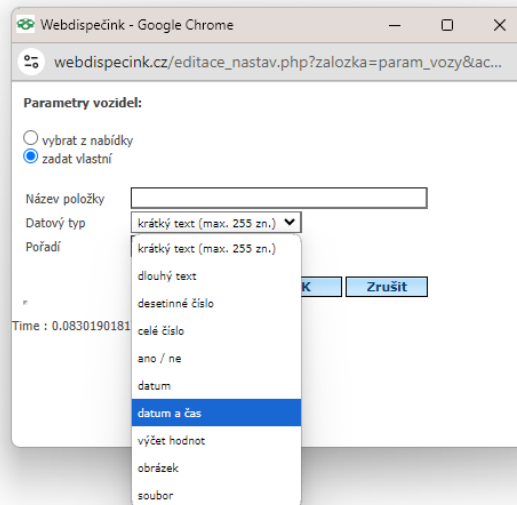 Webdispečink - Google Chrome
webdispecink.cz/editace_nastav.php?zalozka=param_vozy&ac...
Parametry vozidel:
vybrat z nabídky
zadat vlastní
Název položky
Datový typ krátký text (max. 255 zn.)
Pořadí
krátký text (max. 255 zn.)
dlouhý text
desetinné číslo
K Zrušit
Time : 0.0830190181
celé číslo
ano / ne
datum
datum a čas
výčet hodnot
obrázek
soubor